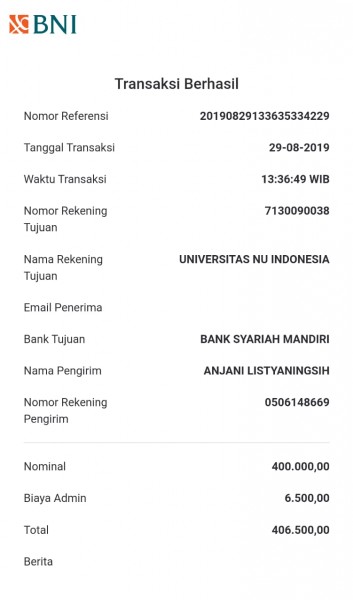 BNI
Transaksi Berhasil
Nomor Referensi 20190829133635334229
Tanggal Transaksi 29-08-2019
Waktu Transaksi 13:36:49 WIB
Nomor Rekening 7130090038
Tujuan
Nama Rekening UNIVERSITAS NU INDONESIA
Tujuan
Email Penerima
Bank Tujuan BANK SYARIAH MANDIRI
Nama Pengirim ANJANI LISTYANINGSIH
Nomor Rekening 0506148669
Pengirim
Nominal 400.000,00
Biaya Admin 6.500,00
Total 406.500,00
Berita